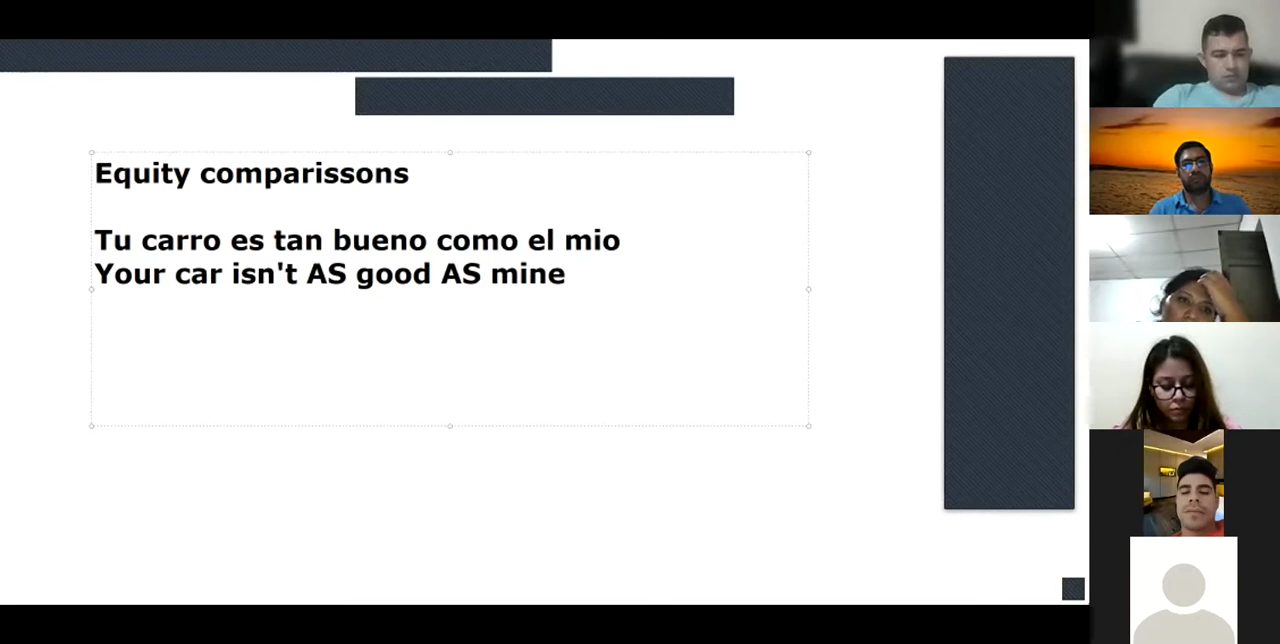 Equity comparissons
Tu carro es tan bueno como el mio
Your car isn't AS good AS mine